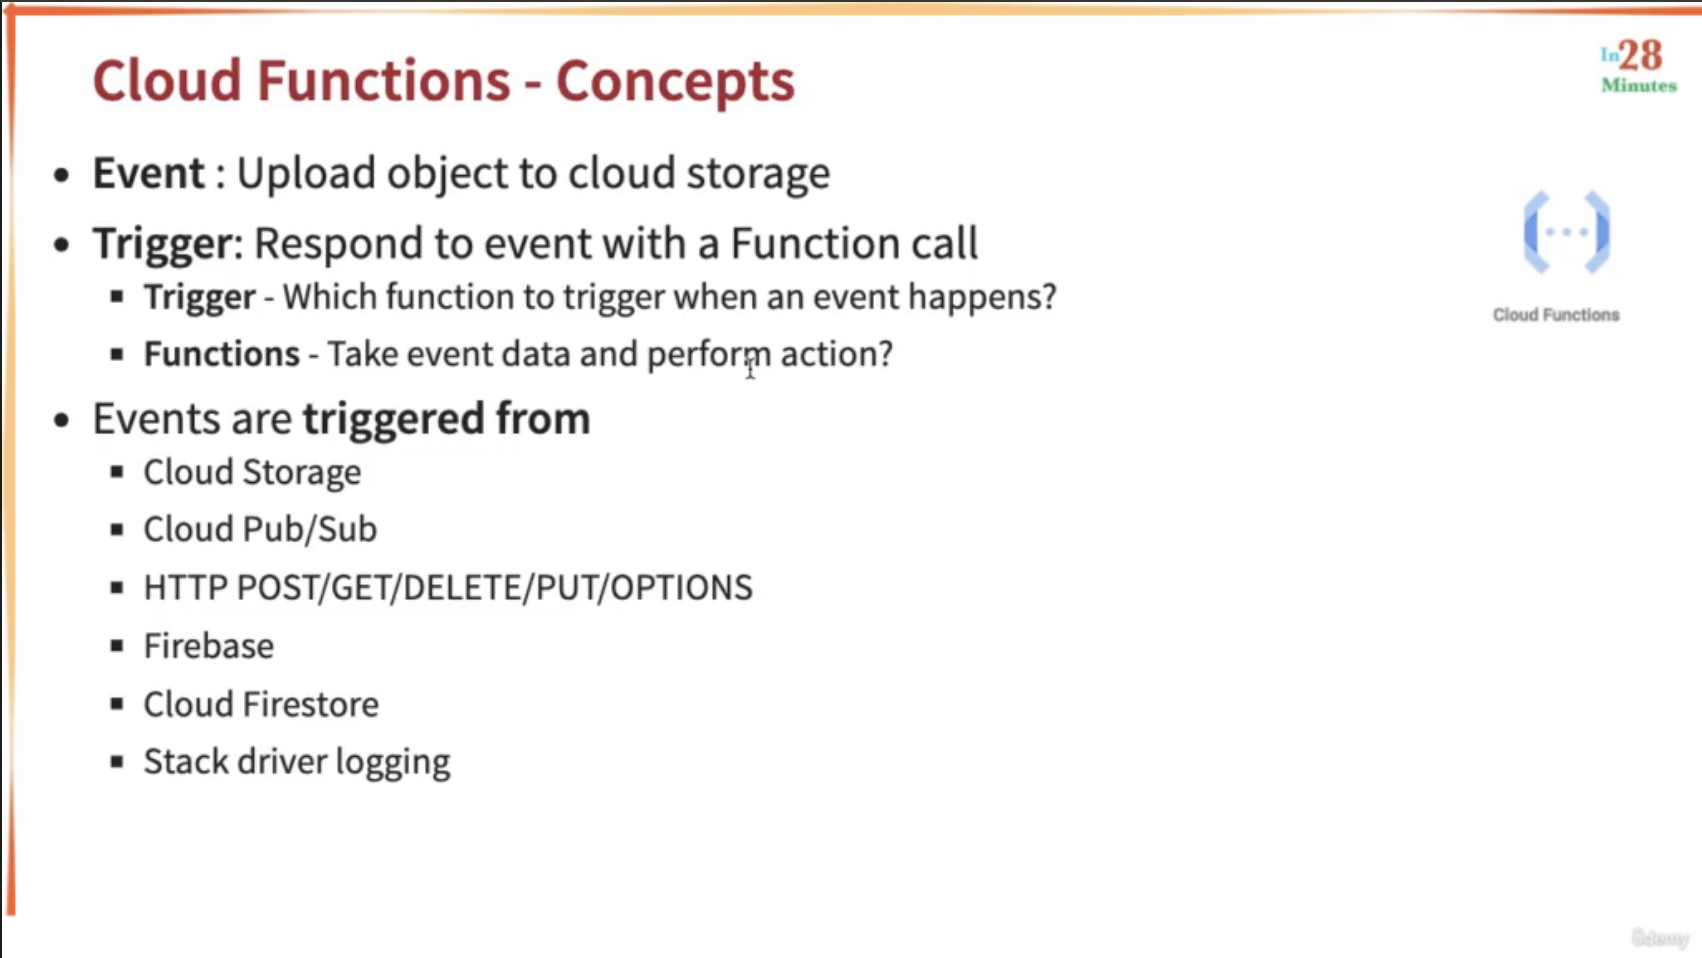 Cloud Functions - Concepts
In28
Minutes
• Event : Upload object to cloud storage
• Trigger: Respond to event with a Function call
▪ Trigger - Which function to trigger when an event happens?
▪ Functions - Take event data and perform action?
Cloud Functions
• Events are triggered from
▪ Cloud Storage
▪ Cloud Pub/Sub
▪ HTTP POST/GET/DELETE/PUT/OPTIONS
▪ Firebase
▪ Cloud Firestore
▪ Stack driver logging
ûdemy